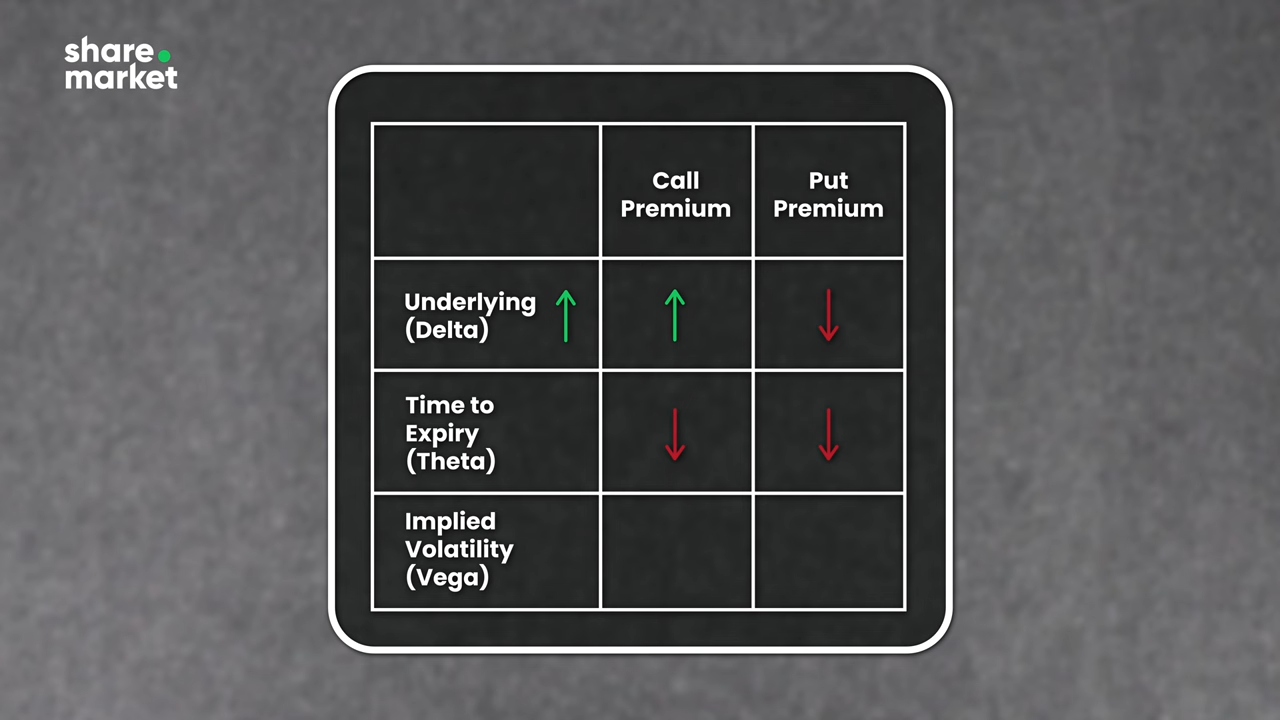 share.
market
Call
Premium
Put
Premium
Underlying
(Delta)
Time to
Expiry
(Theta)
Implied
Volatility
(Vega)